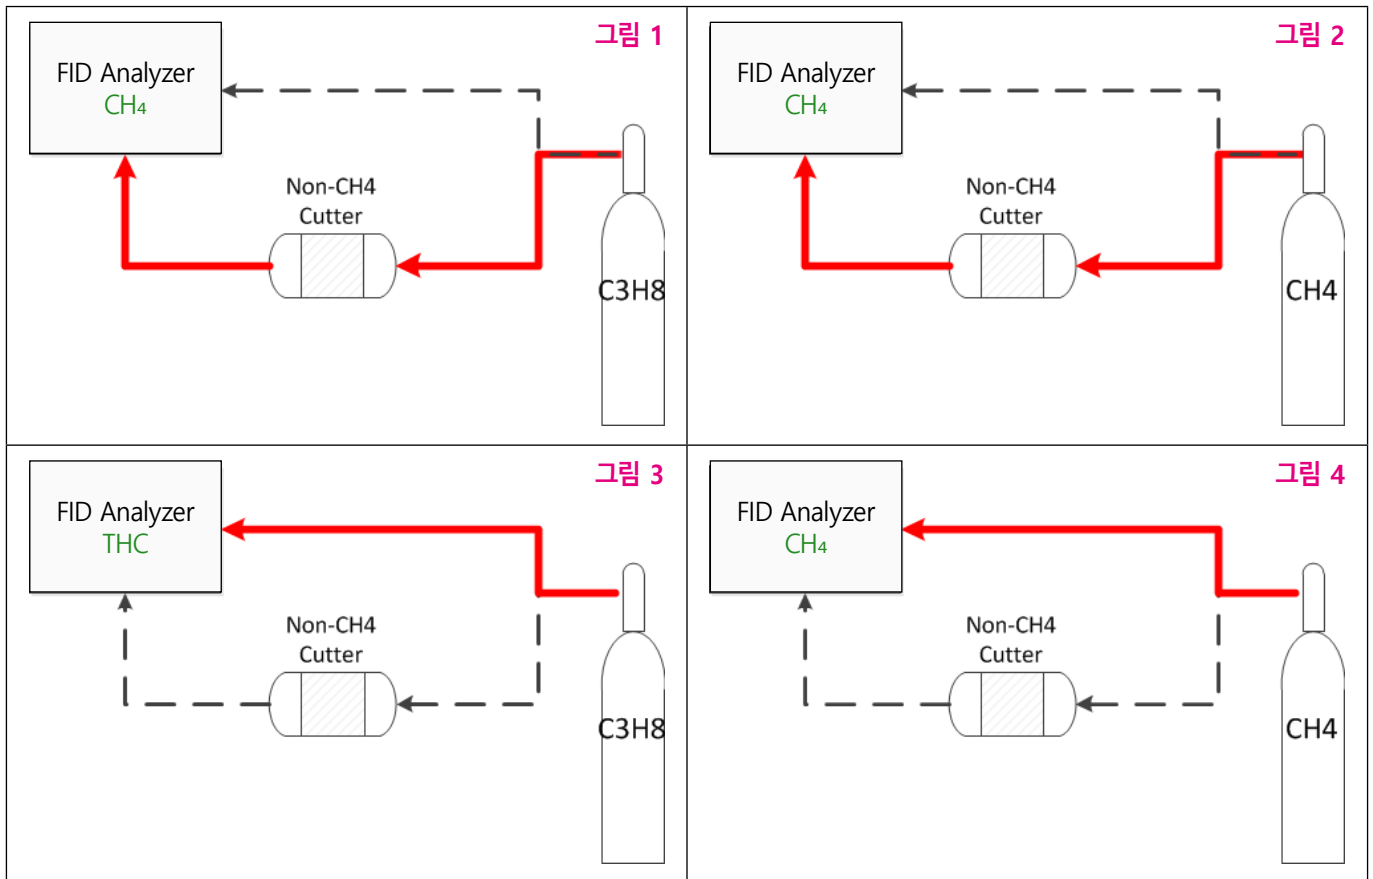 그림 1
FID Analyzer
CH₄
Non-CH4
Cutter
C3H8
그림 2
FID Analyzer
CH₄
Non-CH4
Cutter
CH4
그림 3
FID Analyzer
THC
Non-CH4
Cutter
C3H8
그림 4
FID Analyzer
CH₄
Non-CH4
Cutter
CH4